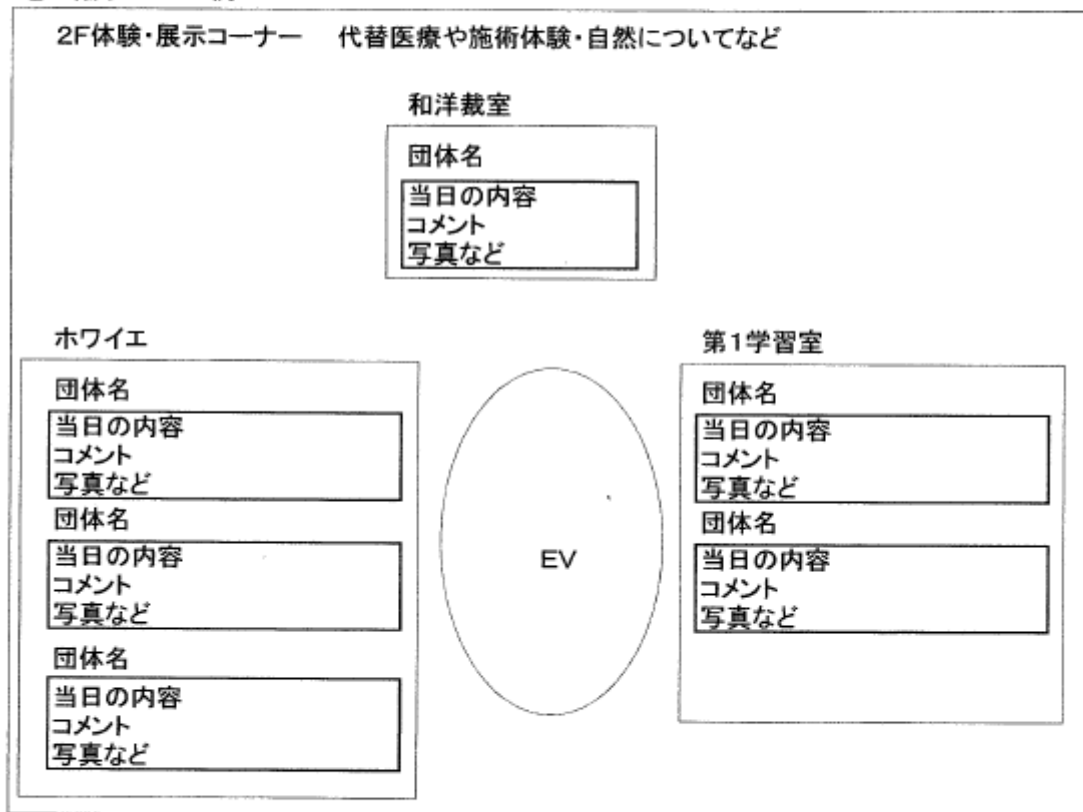 2F体験・展示コーナー　代替医療や施術体験・自然についてなど
和洋裁室
団体名
当日の内容
コメント
写真など
ホワイエ
団体名
当日の内容
コメント
写真など
団体名
当日の内容
コメント
写真など
団体名
当日の内容
コメント
写真など
EV
第1学習室
団体名
当日の内容
コメント
写真など
団体名
当日の内容
コメント
写真など